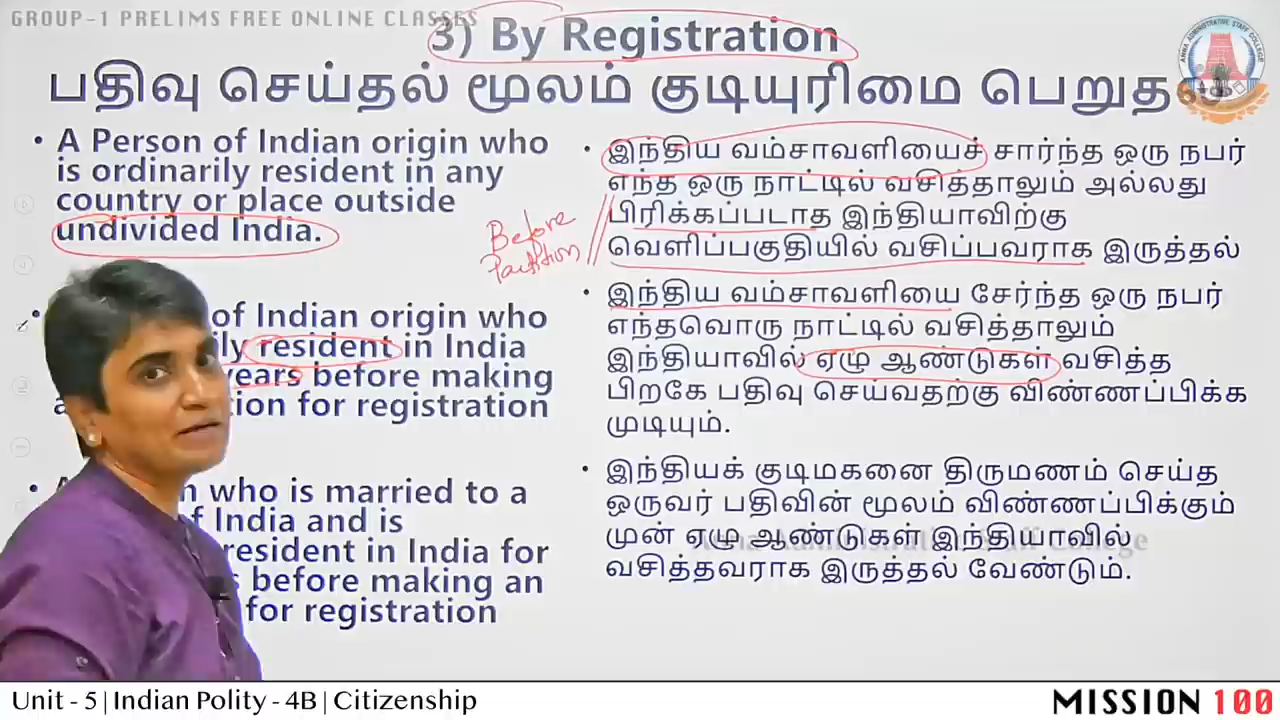 GROUP-1 PRELIMS FREE ONLINE CLASSES
3) By Registration
பதிவு செய்தல் மூலம் குடியுரிமை பெறுத
• A Person of Indian origin who
is ordinarily resident in any
country or place outside
undivided India.
of Indian origin who
resident in India
years before making
for registration
who is married to a
India and is
resident in India for
before making an
for registration
Before
Partition
• இந்திய வம்சாவளியைச் சார்ந்த ஒரு நபர்
எந்த ஒரு நாட்டில் வசித்தாலும் அல்லது
பிரிக்கப்படாத இந்தியாவிற்கு
வெளிப்பகுதியில் வசிப்பவராக இருத்தல்
• இந்திய வம்சாவளியை சேர்ந்த ஒரு நபர்
எந்தவொரு நாட்டில் வசித்தாலும்
இந்தியாவில் ஏழு ஆண்டுகள் வசித்த
பிறகே பதிவு செய்வதற்கு விண்ணப்பிக்க
முடியும்.
• இந்தியக் குடிமகனை திருமணம் செய்த
ஒருவர் பதிவின் மூலம் விண்ணப்பிக்கும்
முன் ஏழு ஆண்டுகள் இந்தியாவில்
வசித்தவராக இருத்தல் வேண்டும்.
ANNA ADMINISTRATIVE STAFF COLLEGE
Unit - 5 | Indian Polity - 4B | Citizenship
MISSION 100